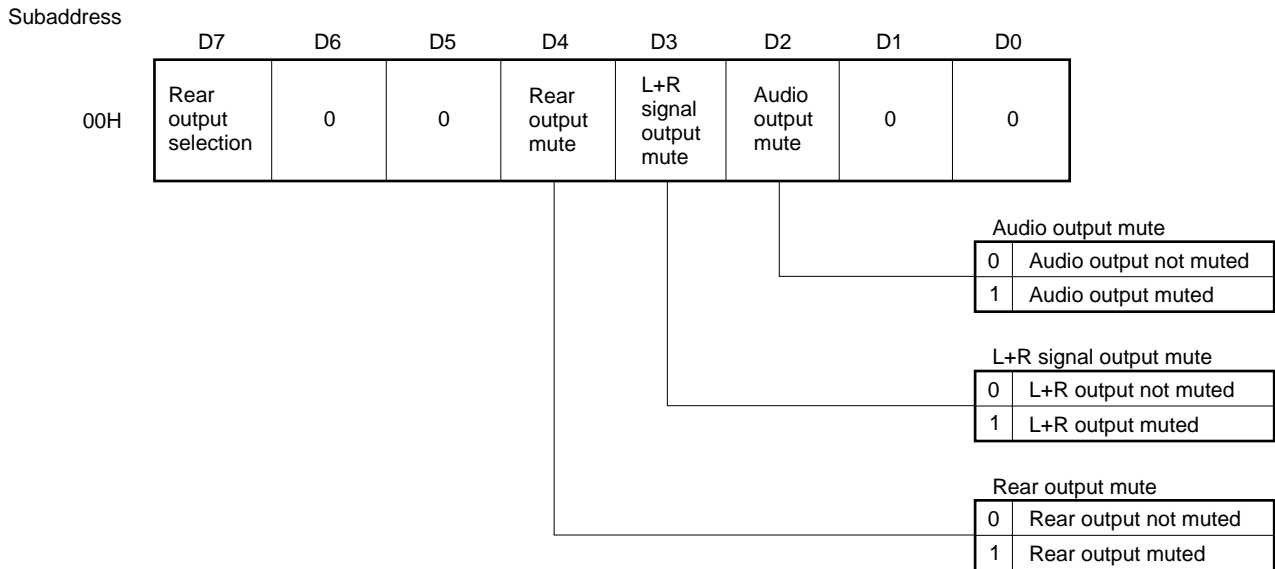 Subaddress
D7 D6 D5 D4 D3 D2 D1 D0
00H
Rear
output
selection
0
0
Rear
output
mute
L+R
signal
output
mute
Audio
output
mute
0
0
Audio output mute
0 Audio output not muted
1 Audio output muted
L+R signal output mute
0 L+R output not muted
1 L+R output muted
Rear output mute
0 Rear output not muted
1 Rear output muted